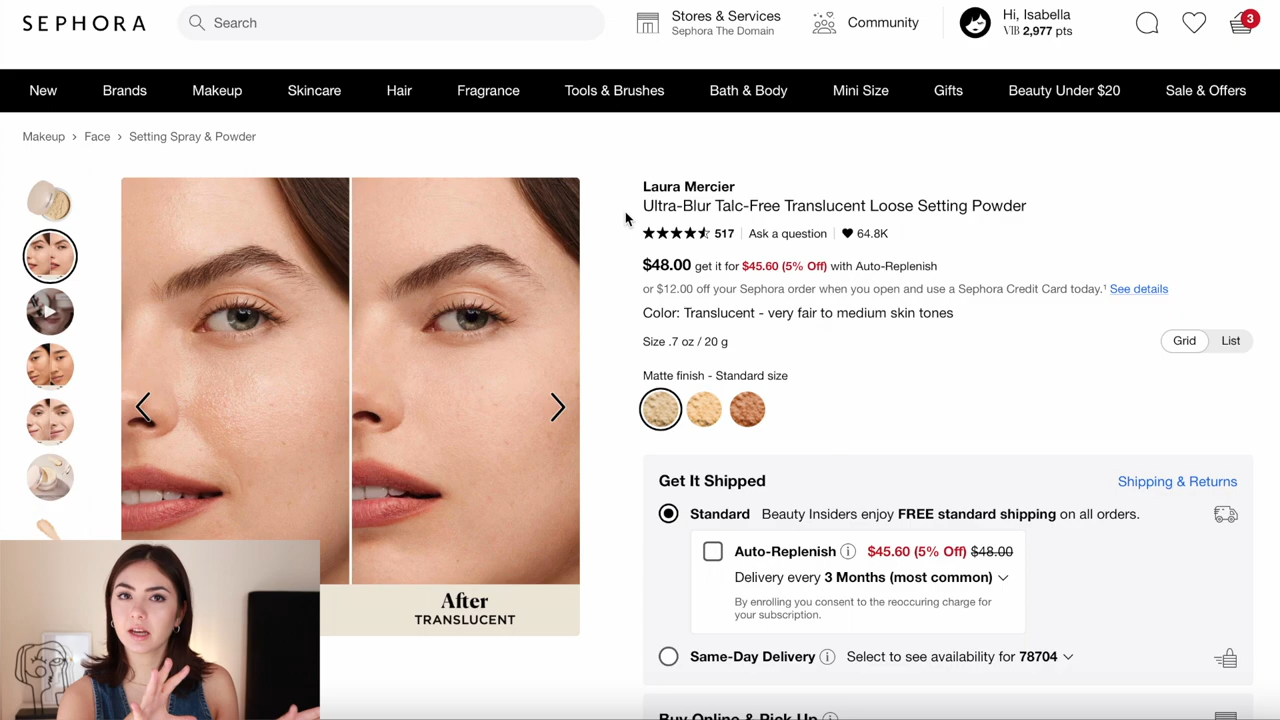 SEPHORA
Search
Stores & Services
Sephora The Domain
Community
Hi, Isabella
VIB 2,977 pts
3
New
Brands
Makeup
Skincare
Hair
Fragrance
Tools & Brushes
Bath & Body
Mini Size
Gifts
Beauty Under $20
Sale & Offers
Makeup > Face > Setting Spray & Powder
Laura Mercier
Ultra-Blur Talc-Free Translucent Loose Setting Powder
517
Ask a question
64.8K
$48.00 get it for $45.60 (5% Off) with Auto-Replenish
or $12.00 off your Sephora order when you open and use a Sephora Credit Card today.¹ See details
Color: Translucent - very fair to medium skin tones
Size .7 oz / 20 g
Grid
List
Matte finish - Standard size
After
TRANSLUCENT
Get It Shipped
Shipping & Returns
Standard Beauty Insiders enjoy FREE standard shipping on all orders.
Auto-Replenish $45.60 (5% Off) $48.00
Delivery every 3 Months (most common)
By enrolling you consent to the reoccuring charge for
your subscription.
Same-Day Delivery Select to see availability for 78704
Buy Online & Pick Up